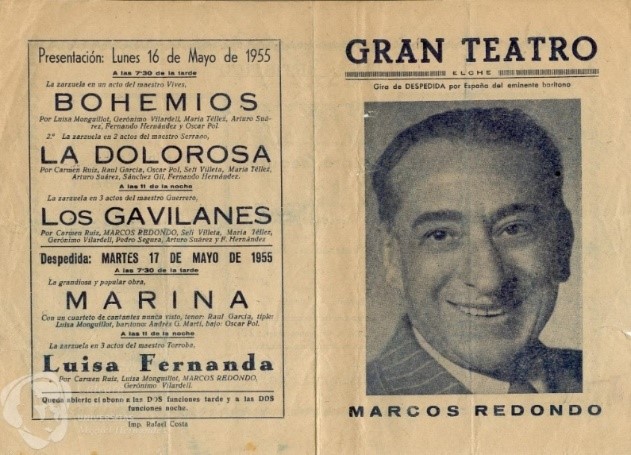 Presentación: Lunes 16 de Mayo de 1955
A las 7'30 de la tarde
La zarzuela en un acto del maestro Vives,
BOHEMIOS
Por Luisa Monguillot, Gerónimo Vilardell, María Téllez, Arturo Suá-
rez, Fernando Hernández y Oscar Pol.
2.º La zarzuela en 2 actos del maestro Serrano,
LA DOLOROSA
Por Carmen Ruiz, Raul García, Oscar Pol, Seli Villeta, María Téllez,
Arturo Suárez, Sánchez Gil, Fernando Hernández.
A las 11 de la noche
La zarzuela en 3 actos del maestro Guerrero,
LOS GAVILANES
Por Carmen Ruiz, MARCOS REDONDO, Seli Villeta, María Téllez,
Gerónimo Vilardell, Pedro Segura, Arturo Suárez y F. Hernández
Despedida: MARTES 17 DE MAYO DE 1955
A las 7'30 de la tarde
La grandiosa y popular obra,
MARINA
Con un cuarteto de cantantes nunca visto, tenor: Raul García, tiple:
Luisa Monguillot, barítono: Andrés G. Martí, bajo: Oscar Pol.
A las 11 de la noche
La zarzuela en 3 actos del maestro Torroba,
Luisa Fernanda
Por Carmen Ruiz, Luisa Monguillot, MARCOS REDONDO,
Gerónimo Vilardell.
Queda abierto el abono a las DOS funciones tarde y a las DOS
funciones noche.
Imp. Rafael Costa
GRAN TEATRO
ELCHE
Gira de DESPEDIDA por España del eminente barítono
MARCOS REDONDO